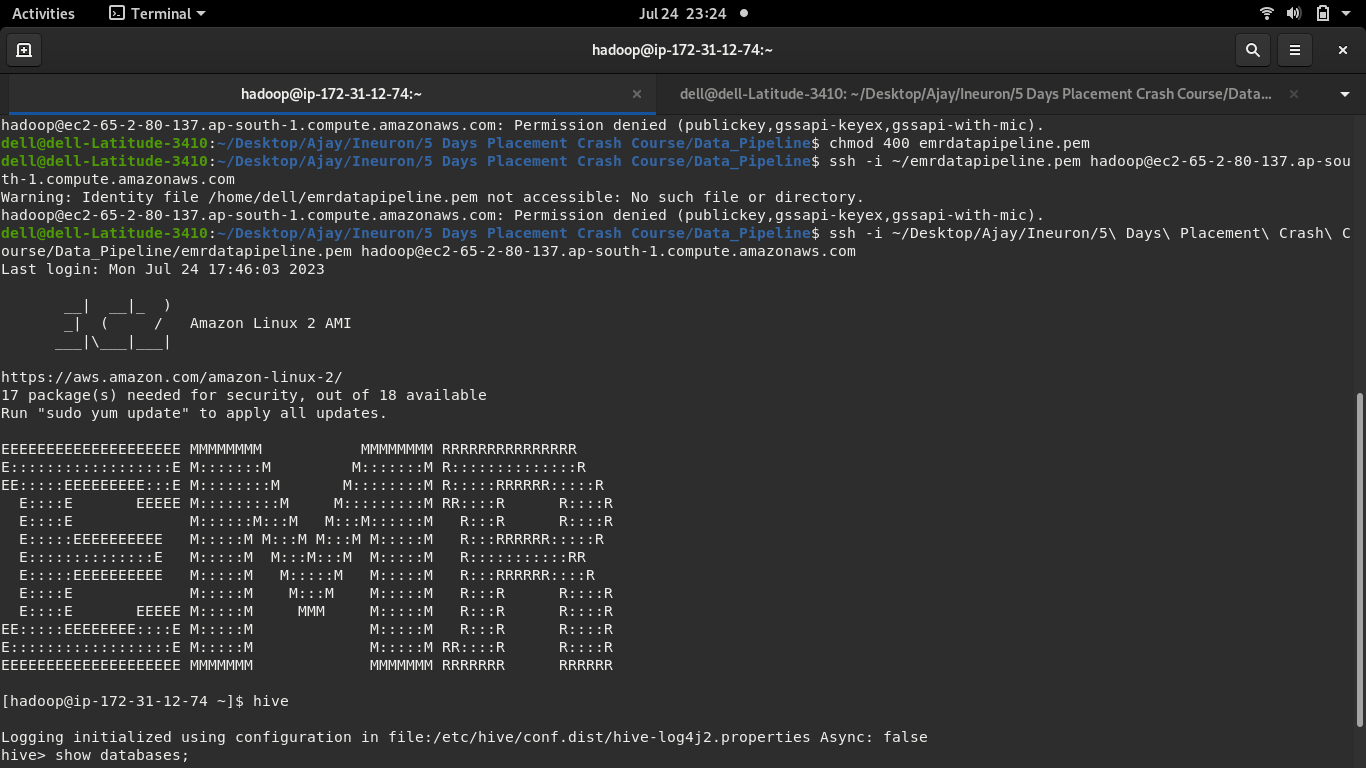 Activities Terminal Jul 24 23:24
hadoop@ip-172-31-12-74:~
hadoop@ip-172-31-12-74:~ dell@dell-Latitude-3410: ~/Desktop/Ajay/Ineuron/5 Days Placement Crash Course/Data...
hadoop@ec2-65-2-80-137.ap-south-1.compute.amazonaws.com: Permission denied (publickey,gssapi-keyex,gssapi-with-mic).
dell@dell-Latitude-3410:~/Desktop/Ajay/Ineuron/5 Days Placement Crash Course/Data_Pipeline$ chmod 400 emrdatapipeline.pem
dell@dell-Latitude-3410:~/Desktop/Ajay/Ineuron/5 Days Placement Crash Course/Data_Pipeline$ ssh -i ~/emrdatapipeline.pem hadoop@ec2-65-2-80-137.ap-sou
th-1.compute.amazonaws.com
Warning: Identity file /home/dell/emrdatapipeline.pem not accessible: No such file or directory.
hadoop@ec2-65-2-80-137.ap-south-1.compute.amazonaws.com: Permission denied (publickey,gssapi-keyex,gssapi-with-mic).
dell@dell-Latitude-3410:~/Desktop/Ajay/Ineuron/5 Days Placement Crash Course/Data_Pipeline$ ssh -i ~/Desktop/Ajay/Ineuron/5\ Days\ Placement\ Crash\ C
ourse/Data_Pipeline/emrdatapipeline.pem hadoop@ec2-65-2-80-137.ap-south-1.compute.amazonaws.com
Last login: Mon Jul 24 17:46:03 2023

       __|  __|_  )
       _|  (     /   Amazon Linux 2 AMI
      ___|\___|___|

https://aws.amazon.com/amazon-linux-2/
17 package(s) needed for security, out of 18 available
Run "sudo yum update" to apply all updates.

EEEEEEEEEEEEEEEEEEEE MMMMMMMM           MMMMMMMM RRRRRRRRRRRRRRR
E::::::::::::::::::E M:::::::M         M:::::::M R::::::::::::::R
EE:::::EEEEEEEEE:::E M::::::::M       M::::::::M R:::::RRRRRR:::::R
  E::::E       EEEEE M:::::::::M     M:::::::::M RR::::R      R::::R
  E::::E             M::::::M:::M   M:::M::::::M   R:::R      R::::R
  E:::::EEEEEEEEEE   M:::::M M:::M M:::M M:::::M   R:::RRRRRR:::::R
  E::::::::::::::E   M:::::M  M:::M:::M  M:::::M   R:::::::::::RR
  E:::::EEEEEEEEEE   M:::::M   M:::::M   M:::::M   R:::RRRRRR::::R
  E::::E             M:::::M    M:::M    M:::::M   R:::R      R::::R
  E::::E       EEEEE M:::::M     MMM     M:::::M   R:::R      R::::R
EE:::::EEEEEEEE::::E M:::::M             M:::::M   R:::R      R::::R
E::::::::::::::::::E M:::::M             M:::::M RR::::R      R::::R
EEEEEEEEEEEEEEEEEEEE MMMMMMM             MMMMMMM RRRRRRR      RRRRRR

[hadoop@ip-172-31-12-74 ~]$ hive

Logging initialized using configuration in file:/etc/hive/conf.dist/hive-log4j2.properties Async: false
hive> show databases;